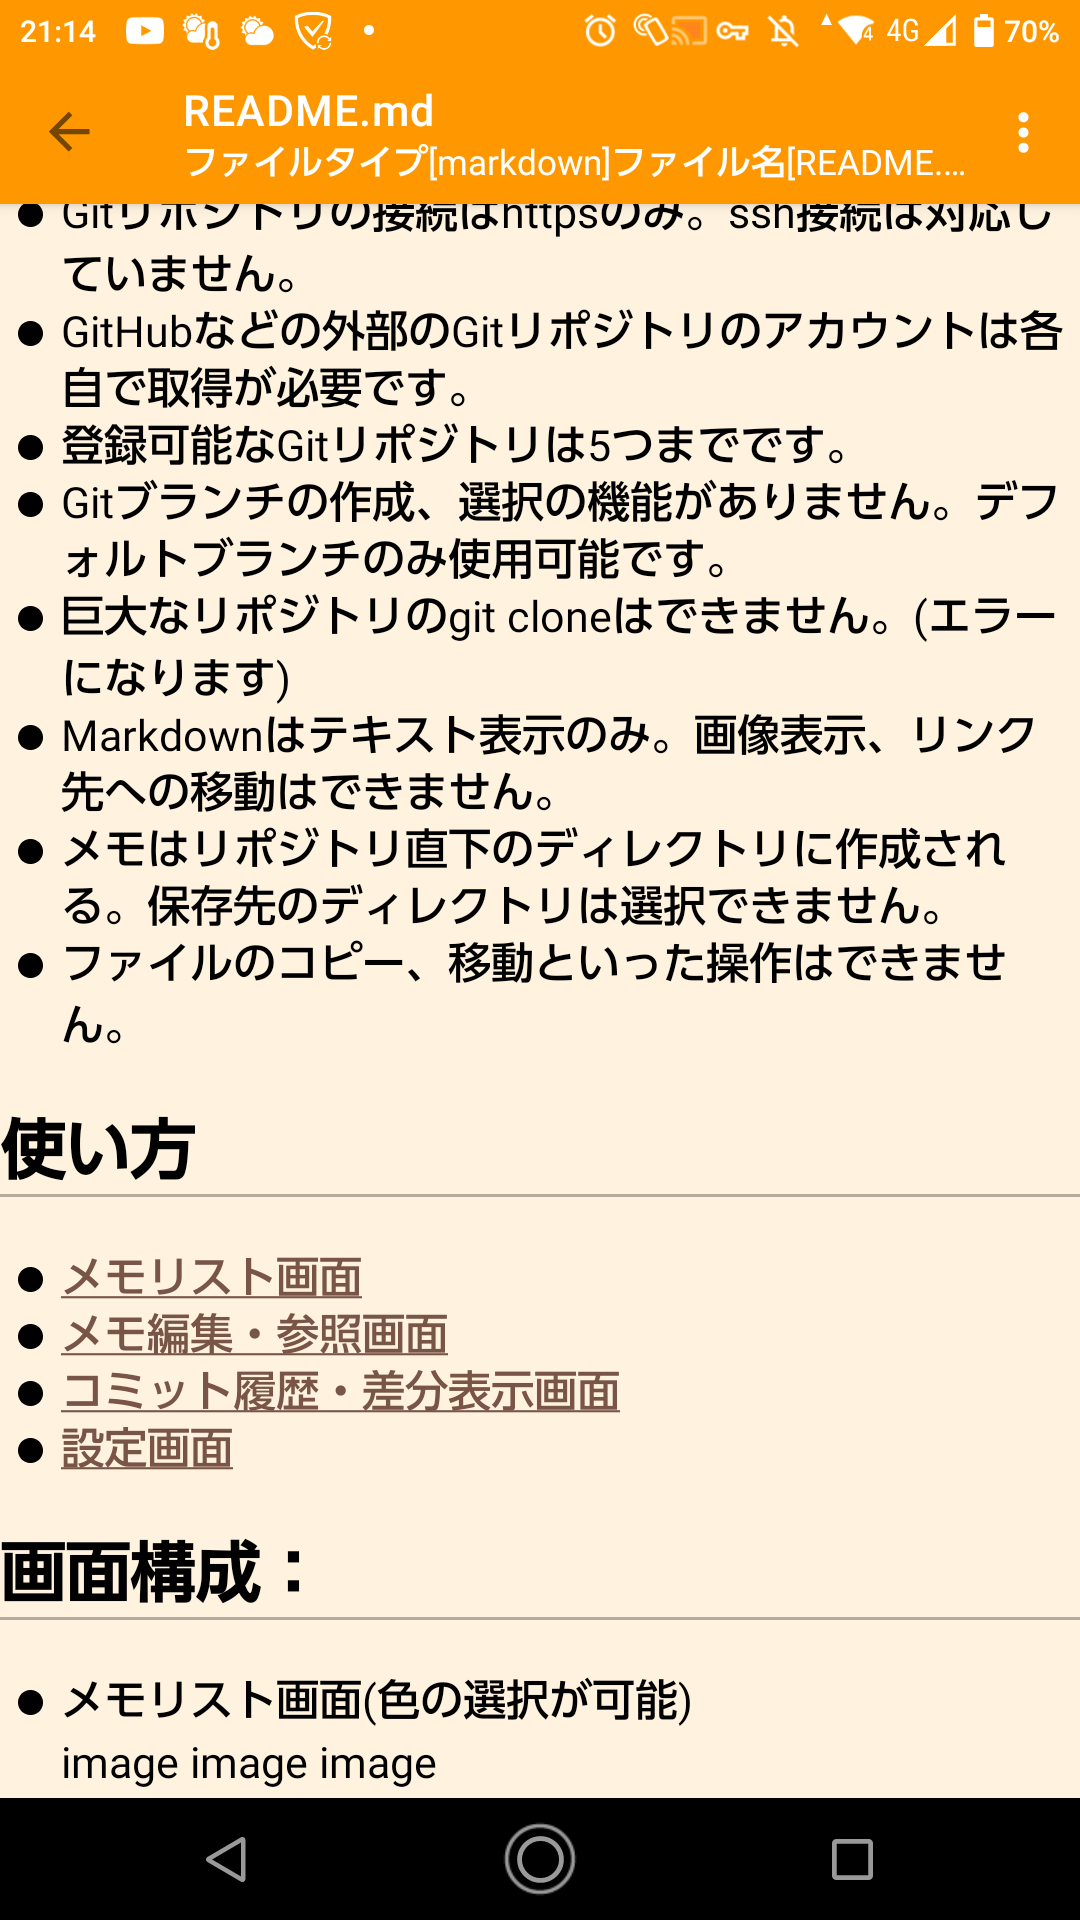 21:14
4G 70%
README.md
ファイルタイプ[markdown]ファイル名[README.…
● Gitリポジトリの接続はhttpsのみ。ssh接続は対応し
ていません。
● GitHubなどの外部のGitリポジトリのアカウントは各
自で取得が必要です。
● 登録可能なGitリポジトリは5つまでです。
● Gitブランチの作成、選択の機能がありません。デフ
ォルトブランチのみ使用可能です。
● 巨大なリポジトリのgit cloneはできません。(エラー
になります)
● Markdownはテキスト表示のみ。画像表示、リンク
先への移動はできません。
● メモはリポジトリ直下のディレクトリに作成され
る。保存先のディレクトリは選択できません。
● ファイルのコピー、移動といった操作はできませ
ん。
使い方
● メモリスト画面
● メモ編集・参照画面
● コミット履歴・差分表示画面
● 設定画面
画面構成：
● メモリスト画面(色の選択が可能)
image image image